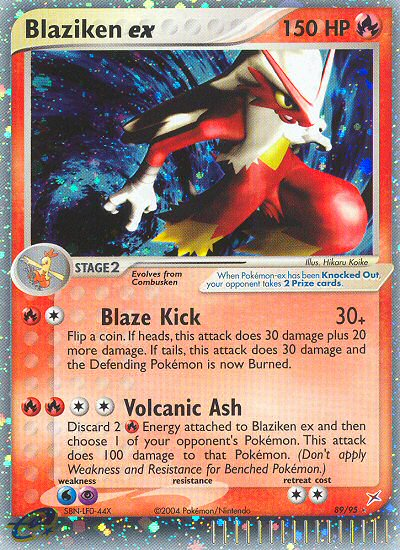 Blaziken ex 150 HP
Illus. Hikaru Koike
STAGE 2
Evolves from
Combusken
When Pokémon-ex has been Knocked Out,
your opponent takes 2 Prize cards.
Blaze Kick 30+
Flip a coin. If heads, this attack does 30 damage plus 20
more damage. If tails, this attack does 30 damage and
the Defending Pokémon is now Burned.
Volcanic Ash
Discard 2 Energy attached to Blaziken ex and then
choose 1 of your opponent's Pokémon. This attack
does 100 damage to that Pokémon. (Don't apply
Weakness and Resistance for Benched Pokémon.)
weakness resistance retreat cost
SBN-LF0-44X ©2004 Pokémon/Nintendo 89/95
e